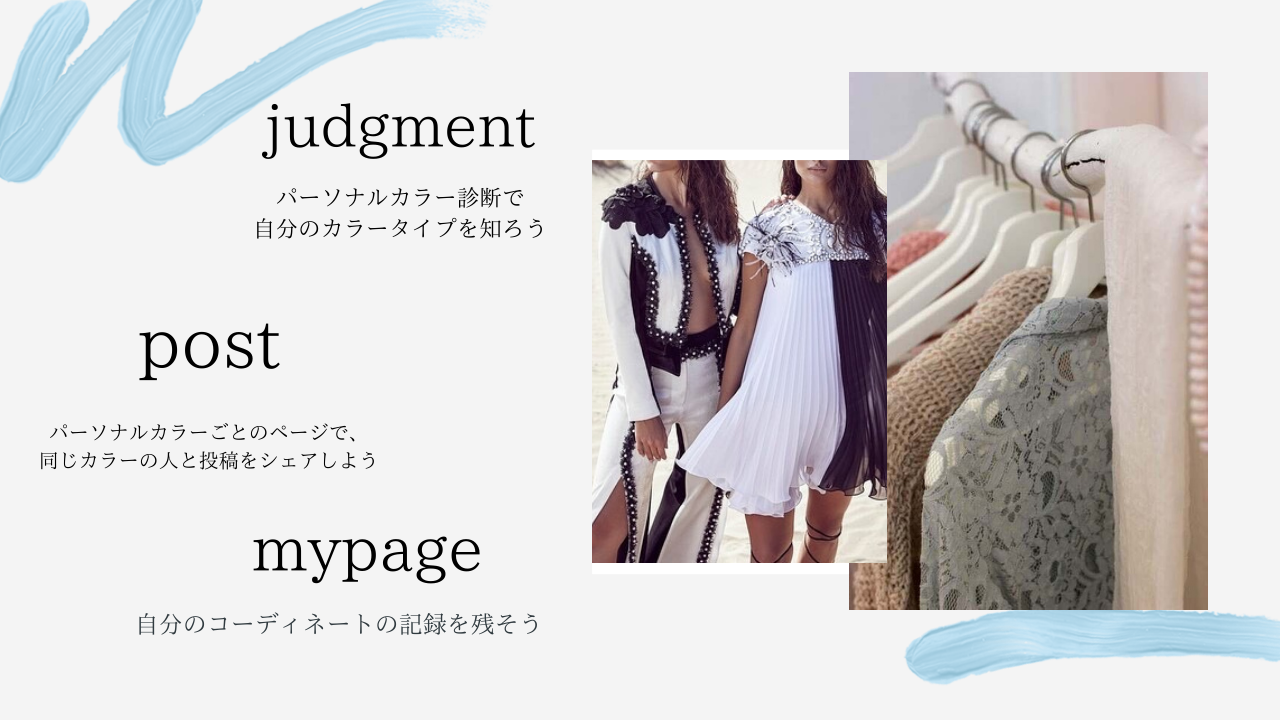 judgment
パーソナルカラー診断で
自分のカラータイプを知ろう
post
パーソナルカラーごとのページで、
同じカラーの人と投稿をシェアしよう
mypage
自分のコーディネートの記録を残そう